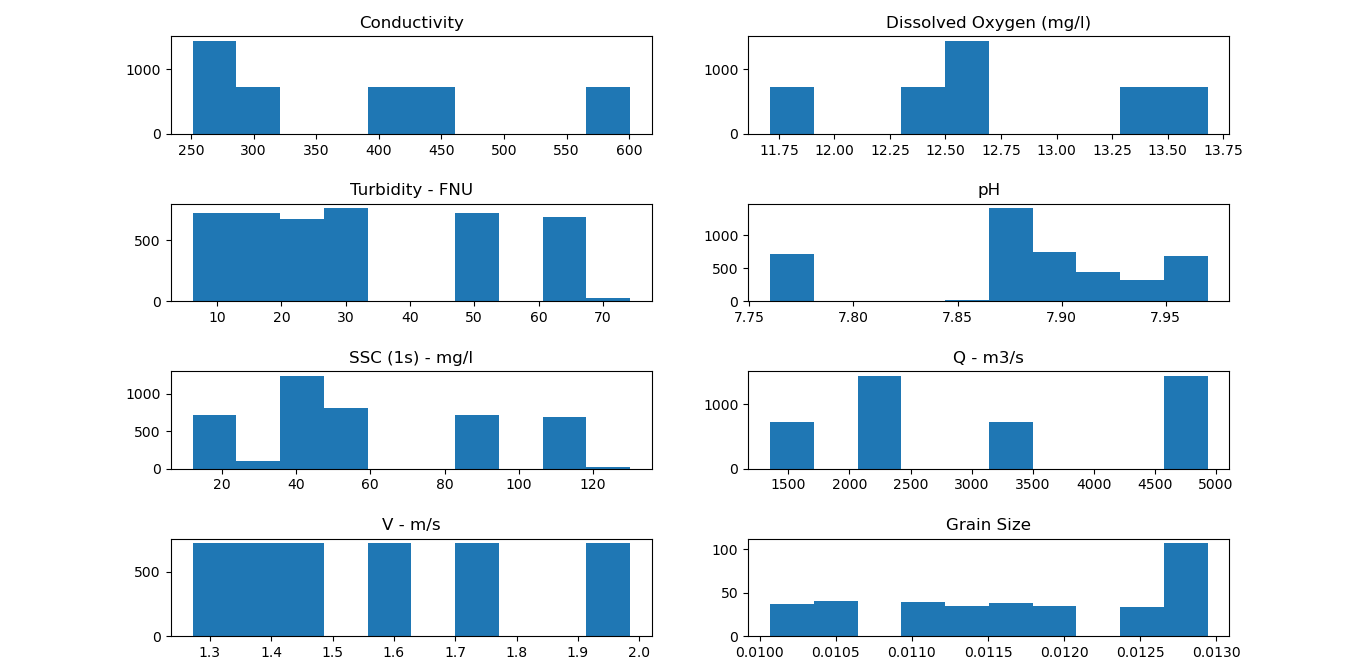 Conductivity
1000
0
250 300 350 400 450 500 550 600
Dissolved Oxygen (mg/l)
1000
0
11.75 12.00 12.25 12.50 12.75 13.00 13.25 13.50 13.75
Turbidity - FNU
500
0
10 20 30 40 50 60 70
pH
1000
500
0
7.75 7.80 7.85 7.90 7.95
SSC (1s) - mg/l
1000
500
0
20 40 60 80 100 120
Q - m3/s
1000
0
1500 2000 2500 3000 3500 4000 4500 5000
V - m/s
500
0
1.3 1.4 1.5 1.6 1.7 1.8 1.9 2.0
Grain Size
100
50
0
0.0100 0.0105 0.0110 0.0115 0.0120 0.0125 0.0130